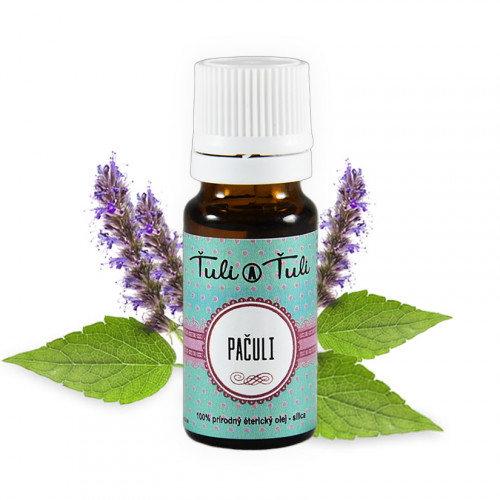 Ťuli a Ťuli
PAČULI
100% prírodný éterický olej - silica